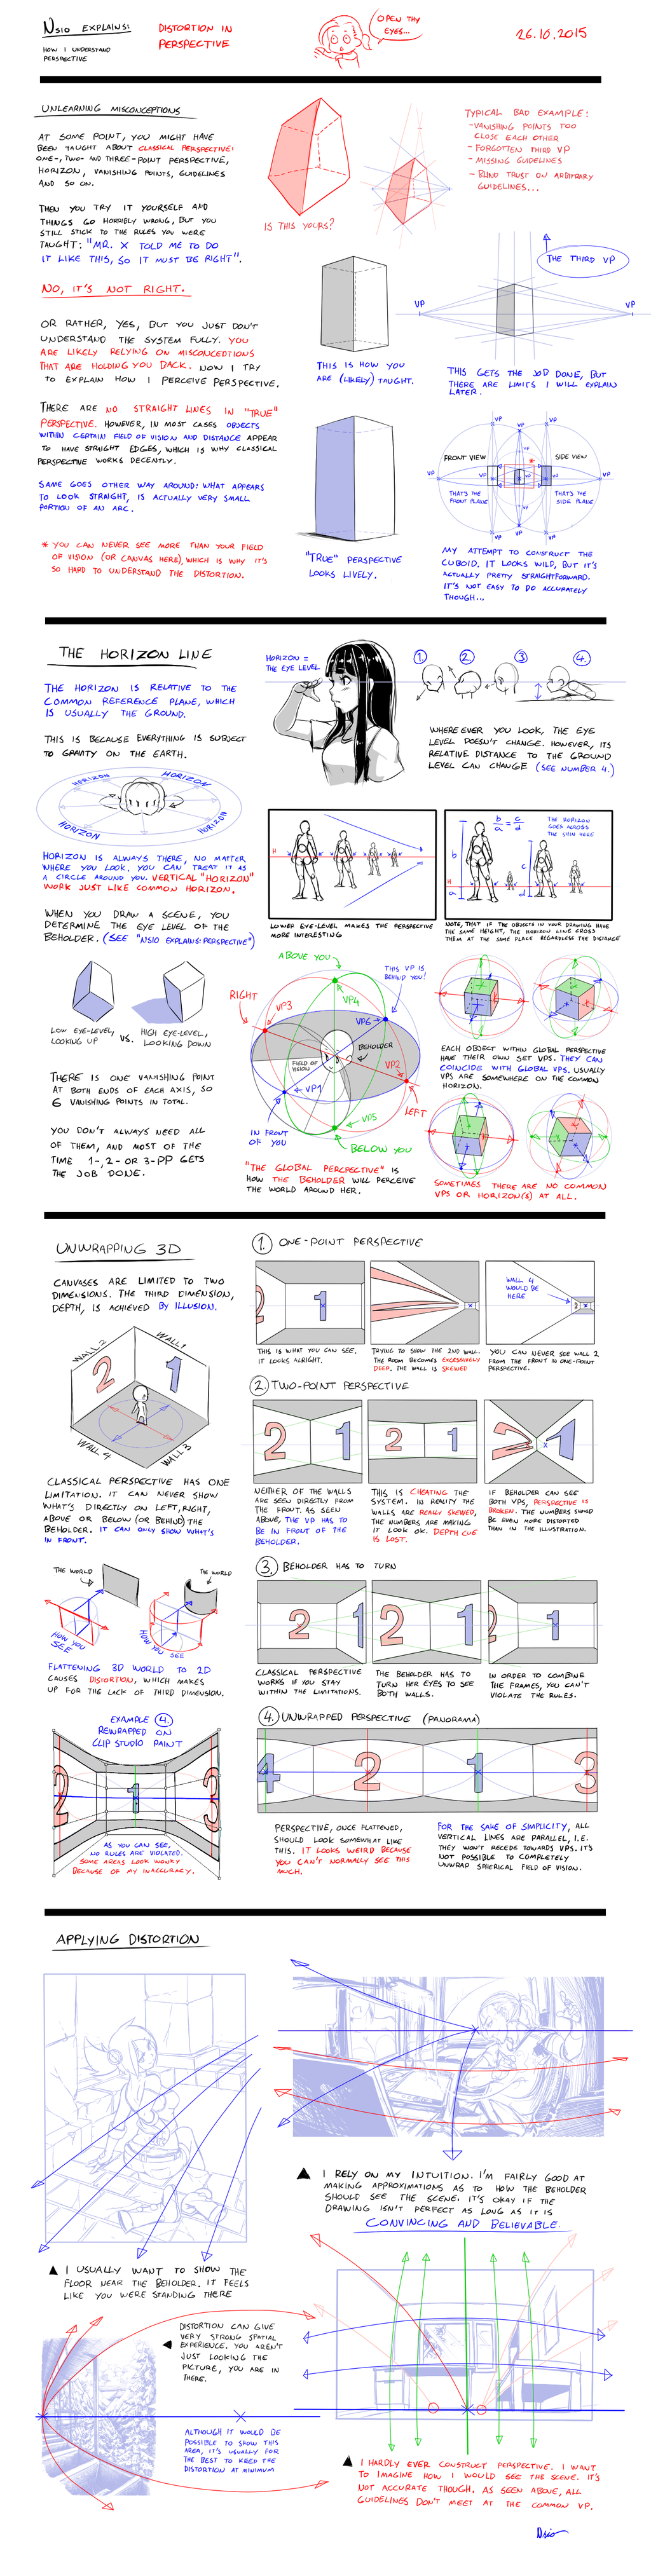 NSIO EXPLAINS:
HOW I UNDERSTAND
PERSPECTIVE
DISTORTION IN
PERSPECTIVE
OPEN THY
EYES...
26.10.2015
UNLEARNING MISCONCEPTIONS
AT SOME POINT, YOU MIGHT HAVE
BEEN TAUGHT ABOUT CLASSICAL PERSPECTIVE:
ONE-, TWO- AND THREE-POINT PERSPECTIVE,
HORIZON, VANISHING POINTS, GUIDELINES
AND SO ON.
THEN YOU TRY IT YOURSELF AND
THINGS GO HORRIBLY WRONG, BUT YOU
STILL STICK TO THE RULES YOU WERE
TAUGHT: "MR. X TOLD ME TO DO
IT LIKE THIS, SO IT MUST BE RIGHT".
NO, IT'S NOT RIGHT.
OR RATHER, YES, BUT YOU JUST DON'T
UNDERSTAND THE SYSTEM FULLY. YOU
ARE LIKELY RELYING ON MISCONCEPTIONS
THAT ARE HOLDING YOU BACK. NOW I TRY
TO EXPLAIN HOW I PERCEIVE PERSPECTIVE.
THERE ARE NO STRAIGHT LINES IN "TRUE"
PERSPECTIVE. HOWEVER, IN MOST CASES OBJECTS
WITHIN CERTAIN FIELD OF VISION AND DISTANCE APPEAR
TO HAVE STRAIGHT EDGES, WHICH IS WHY CLASSICAL
PERSPECTIVE WORKS DECENTLY.
SAME GOES OTHER WAY AROUND: WHAT APPEARS
TO LOOK STRAIGHT, IS ACTUALLY VERY SMALL
PORTION OF AN ARC.
* YOU CAN NEVER SEE MORE THAN YOUR FIELD
OF VISION (OR CANVAS HERE), WHICH IS WHY IT'S
SO HARD TO UNDERSTAND THE DISTORTION.
IS THIS YOURS?
TYPICAL BAD EXAMPLE:
-VANISHING POINTS TOO
CLOSE EACH OTHER
- FORGOTTEN THIRD VP
- MISSING GUIDELINES
- BLIND TRUST ON ARBITRARY
GUIDELINES...
THIS IS HOW YOU
ARE (LIKELY) TAUGHT.
THE THIRD VP
VP
VP
THIS GETS THE JOB DONE, BUT
THERE ARE LIMITS I WILL EXPLAIN
LATER.
"TRUE" PERSPECTIVE
LOOKS LIVELY.
VP
VP
VP
FRONT VIEW
SIDE VIEW
VP
VP
THAT'S THE
FRONT PLANE
THAT'S THE
SIDE PLANE
VP
VP
VP
MY ATTEMPT TO CONSTRUCT THE
CUBOID. IT LOOKS WILD, BUT IT'S
ACTUALLY PRETTY STRAIGHTFORWARD.
IT'S NOT EASY TO DO ACCURATELY
THOUGH...
THE HORIZON LINE
THE HORIZON IS RELATIVE TO THE
COMMON REFERENCE PLANE, WHICH
IS USUALLY THE GROUND.
THIS IS BECAUSE EVERYTHING IS SUBJECT
TO GRAVITY ON THE EARTH.
HORIZON
HORIZON
HORIZON
HORIZON
HORIZON IS ALWAYS THERE, NO MATTER
WHERE YOU LOOK. YOU CAN TREAT IT AS
A CIRCLE AROUND YOU. VERTICAL "HORIZON"
WORK JUST LIKE COMMON HORIZON.
WHEN YOU DRAW A SCENE, YOU
DETERMINE THE EYE LEVEL OF THE
BEHOLDER. (SEE "NSIO EXPLAINS: PERSPECTIVE")
LOW EYE-LEVEL,
LOOKING UP
VS.
HIGH EYE-LEVEL,
LOOKING DOWN
THERE IS ONE VANISHING POINT
AT BOTH ENDS OF EACH AXIS, SO
6 VANISHING POINTS IN TOTAL.
YOU DON'T ALWAYS NEED ALL
OF THEM, AND MOST OF THE
TIME 1-, 2- OR 3-PP GETS
THE JOB DONE.
HORIZON =
THE EYE LEVEL
1.
2.
3
4.
WHERE EVER YOU LOOK, THE EYE
LEVEL DOESN'T CHANGE. HOWEVER, ITS
RELATIVE DISTANCE TO THE GROUND
LEVEL CAN CHANGE (SEE NUMBER 4.)
H
LOWER EYE-LEVEL MAKES THE PERSPECTIVE
MORE INTERESTING
b/a = c/d
THE HORIZON
GOES ACROSS
THE SHIN HERE
b
c
H
a
d
NOTE, THAT IF THE OBJECTS IN YOUR DRAWING HAVE
THE SAME HEIGHT, THE HORIZON LINE CROSS
THEM AT THE SAME PLACE REGARDLESS THE DISTANCE
ABOVE YOU
THIS VP IS
BEHIND YOU!
RIGHT
VP3
VP4
VP6
BEHOLDER
FIELD OF
VISION
VP2
VP1
LEFT
VP5
IN FRONT
OF YOU
BELOW YOU
"THE GLOBAL PERSPECTIVE" IS
HOW THE BEHOLDER WILL PERCEIVE
THE WORLD AROUND HER.
EACH OBJECT WITHIN GLOBAL PERSPECTIVE
HAVE THEIR OWN SET VPS. THEY CAN
COINCIDE WITH GLOBAL VPS. USUALLY
VPS ARE SOMEWHERE ON THE COMMON
HORIZON.
SOMETIMES THERE ARE NO COMMON
VPS OR HORIZON(S) AT ALL.
UNWRAPPING 3D
CANVASES ARE LIMITED TO TWO
DIMENSIONS. THE THIRD DIMENSION,
DEPTH, IS ACHIEVED BY ILLUSION.
WALL 2
WALL 1
2
1
WALL 4
WALL 3
CLASSICAL PERSPECTIVE HAS ONE
LIMITATION. IT CAN NEVER SHOW
WHAT'S DIRECTLY ON LEFT, RIGHT,
ABOVE OR BELOW (OR BEHIND) THE
BEHOLDER. IT CAN ONLY SHOW WHAT'S
IN FRONT.
THE WORLD
THE WORLD
HOW YOU
SEE
HOW YOU
SEE
FLATTENING 3D WORLD TO 2D
CAUSES DISTORTION, WHICH MAKES
UP FOR THE LACK OF THIRD DIMENSION.
EXAMPLE 4.
REWRAPPED ON
CLIP STUDIO PAINT
2
1
3
AS YOU CAN SEE,
NO RULES ARE VIOLATED.
SOME AREAS LOOK WONKY
BECAUSE OF MY INACCURACY.
1. ONE-POINT PERSPECTIVE
2
1
WALL 4
WOULD BE
HERE
THIS IS WHAT YOU CAN SEE.
IT LOOKS ALRIGHT.
TRYING TO SHOW THE 2ND WALL.
THE ROOM BECOMES EXCESSIVELY
DEEP. THE WALL IS SKEWED
YOU CAN NEVER SEE WALL 2
FROM THE FRONT IN ONE-POINT
PERSPECTIVE.
2. TWO-POINT PERSPECTIVE
2
1
2
1
2
1
NEITHER OF THE WALLS
ARE SEEN DIRECTLY FROM
THE FRONT. AS SEEN
ABOVE, THE VP HAS TO
BE IN FRONT OF THE
BEHOLDER.
THIS IS CHEATING THE
SYSTEM. IN REALITY THE
WALLS ARE REALLY SKEWED,
THE NUMBERS ARE MAKING
IT LOOK OK. DEPTH CUE
IS LOST.
IF BEHOLDER CAN SEE
BOTH VPS, PERSPECTIVE IS
BROKEN. THE NUMBERS SHOULD
BE EVEN MORE DISTORTED
THAN IN THE ILLUSTRATION.
3. BEHOLDER HAS TO TURN
2
1
2
1
2
1
CLASSICAL PERSPECTIVE
WORKS IF YOU STAY
WITHIN THE LIMITATIONS.
THE BEHOLDER HAS TO
TURN HER EYES TO SEE
BOTH WALLS.
IN ORDER TO COMBINE
THE FRAMES, YOU CAN'T
VIOLATE THE RULES.
4. UNWRAPPED PERSPECTIVE (PANORAMA)
4
2
1
3
PERSPECTIVE, ONCE FLATTENED,
SHOULD LOOK SOMEWHAT LIKE
THIS. IT LOOKS WEIRD BECAUSE
YOU CAN'T NORMALLY SEE THIS
MUCH.
FOR THE SAKE OF SIMPLICITY, ALL
VERTICAL LINES ARE PARALLEL, I.E.
THEY WON'T RECEDE TOWARDS VPS. IT'S
NOT POSSIBLE TO COMPLETELY
UNWRAP SPHERICAL FIELD OF VISION.
APPLYING DISTORTION
I RELY ON MY INTUITION. I'M FAIRLY GOOD AT
MAKING APPROXIMATIONS AS TO HOW THE BEHOLDER
SHOULD SEE THE SCENE. IT'S OKAY IF THE
DRAWING ISN'T PERFECT AS LONG AS IT IS
CONVINCING AND BELIEVABLE.
I USUALLY WANT TO SHOW THE
FLOOR NEAR THE BEHOLDER. IT FEELS
LIKE YOU WERE STANDING THERE
DISTORTION CAN GIVE
VERY STRONG SPATIAL
EXPERIENCE. YOU AREN'T
JUST LOOKING THE
PICTURE, YOU ARE IN
THERE.
ALTHOUGH IT WOULD BE
POSSIBLE TO SHOW THIS
AREA, IT'S USUALLY FOR
THE BEST TO KEEP THE
DISTORTION AT MINIMUM
I HARDLY EVER CONSTRUCT PERSPECTIVE. I WANT
TO IMAGINE HOW I WOULD SEE THE SCENE. IT'S
NOT ACCURATE THOUGH. AS SEEN ABOVE, ALL
GUIDELINES DON'T MEET AT THE COMMON VP.
Nsio